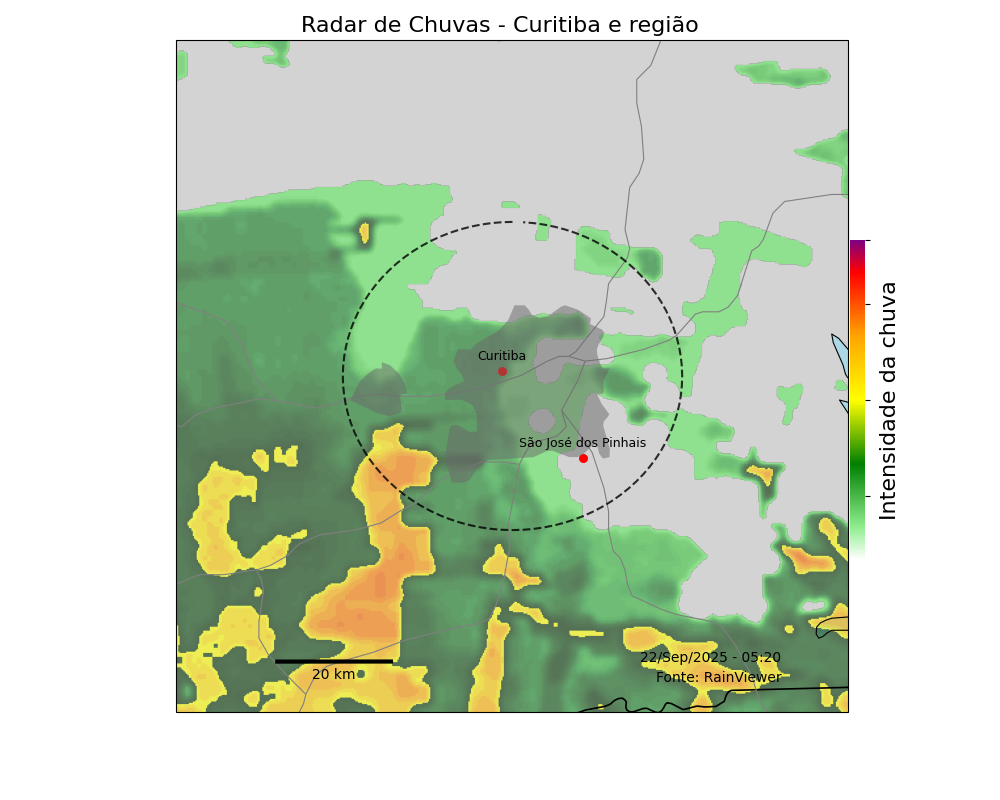 Radar de Chuvas - Curitiba e região
Curitiba
São José dos Pinhais
Intensidade da chuva
22/Sep/2025 - 05:20
Fonte: RainViewer
20 km